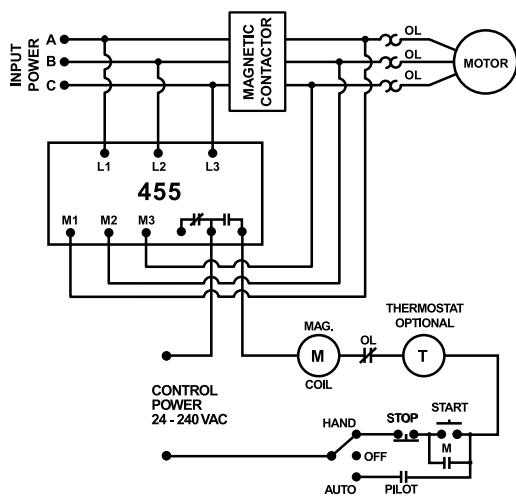 OL
A
B
C
INPUT
POWER
MAGNETIC
CONTACTOR
OL
OL
MOTOR
L1 L2 L3
455
M1 M2 M3
MAG.
M
COIL
OL
THERMOSTAT
OPTIONAL
T
CONTROL
POWER
24 - 240 VAC
HAND
OFF
AUTO
STOP
START
M
PILOT